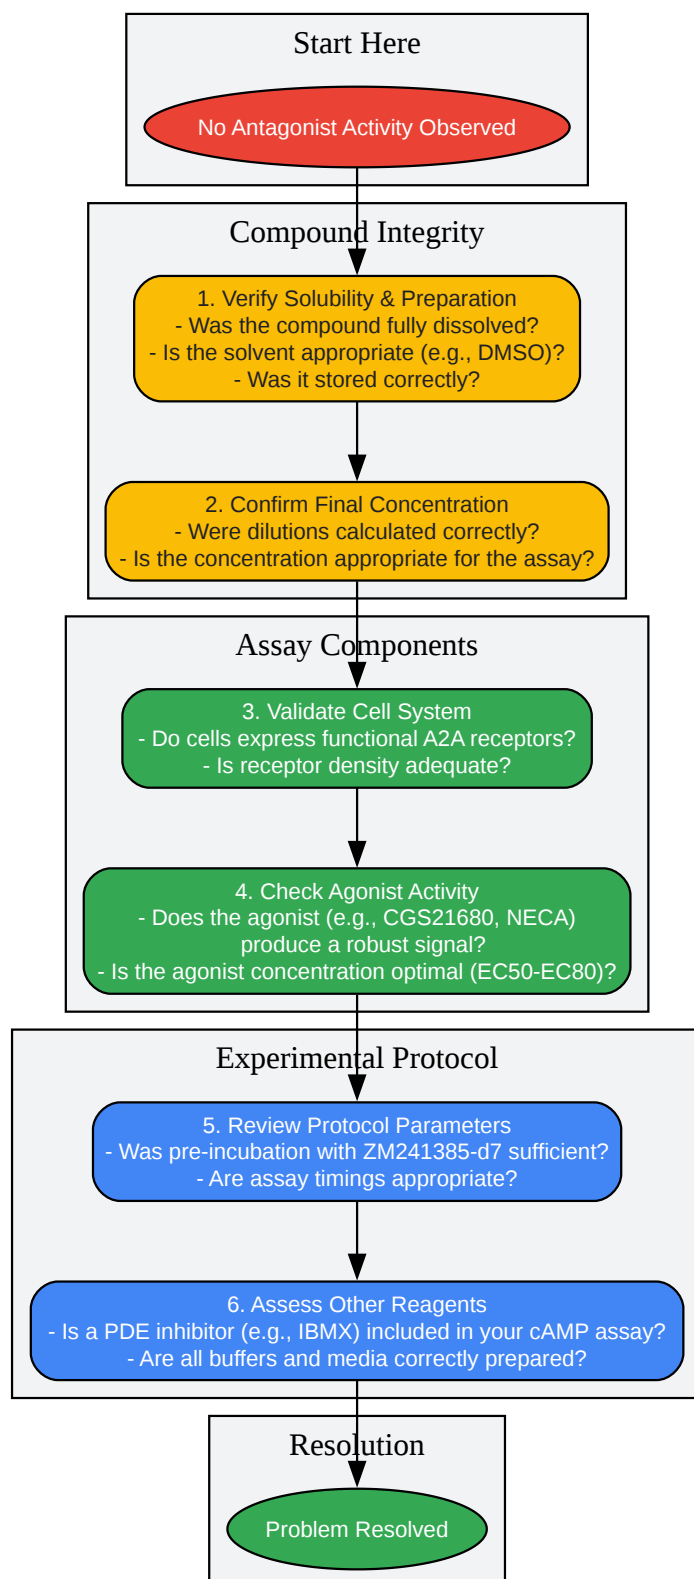 Start Here
No Antagonist Activity Observed
Compound Integrity
1. Verify Solubility & Preparation
- Was the compound fully dissolved?
- Is the solvent appropriate (e.g., DMSO)?
- Was it stored correctly?
2. Confirm Final Concentration
- Were dilutions calculated correctly?
- Is the concentration appropriate for the assay?
Assay Components
3. Validate Cell System
- Do cells express functional A2A receptors?
- Is receptor density adequate?
4. Check Agonist Activity
- Does the agonist (e.g., CGS21680, NECA)
produce a robust signal?
- Is the agonist concentration optimal (EC50-EC80)?
Experimental Protocol
5. Review Protocol Parameters
- Was pre-incubation with ZM241385-d7 sufficient?
- Are assay timings appropriate?
6. Assess Other Reagents
- Is a PDE inhibitor (e.g., IBMX) included in your cAMP assay?
- Are all buffers and media correctly prepared?
Resolution
Problem Resolved